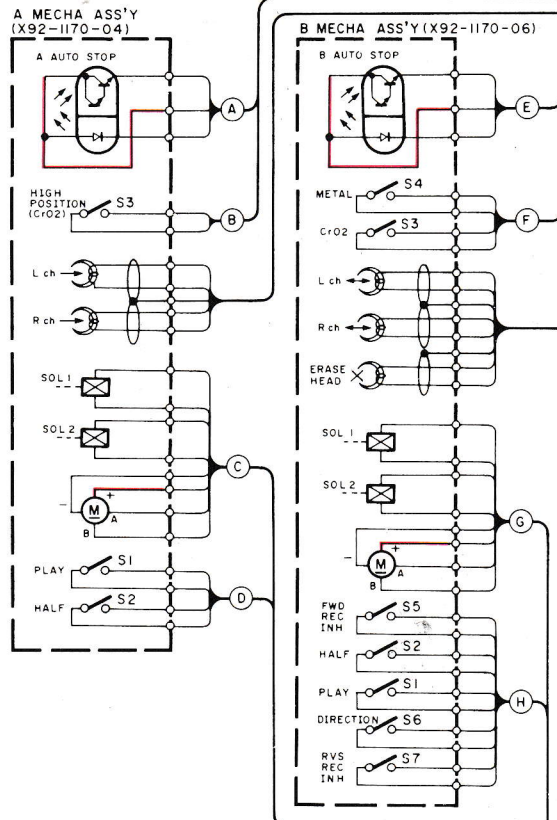 A MECHA ASS'Y
(X92-1170-04)
A AUTO STOP
A
HIGH
POSITION
(CrO2)
S3
B
L ch
R ch
SOL 1
SOL 2
C
+
-
M
A
B
PLAY
S1
HALF
S2
D
B MECHA ASS'Y (X92-1170-06)
B AUTO STOP
E
METAL
S4
F
CrO2
S3
L ch
R ch
ERASE
HEAD
SOL 1
SOL 2
G
+
-
M
A
B
FWD
REC
INH
S5
HALF
S2
PLAY
S1
H
DIRECTION
S6
RVS
REC
INH
S7